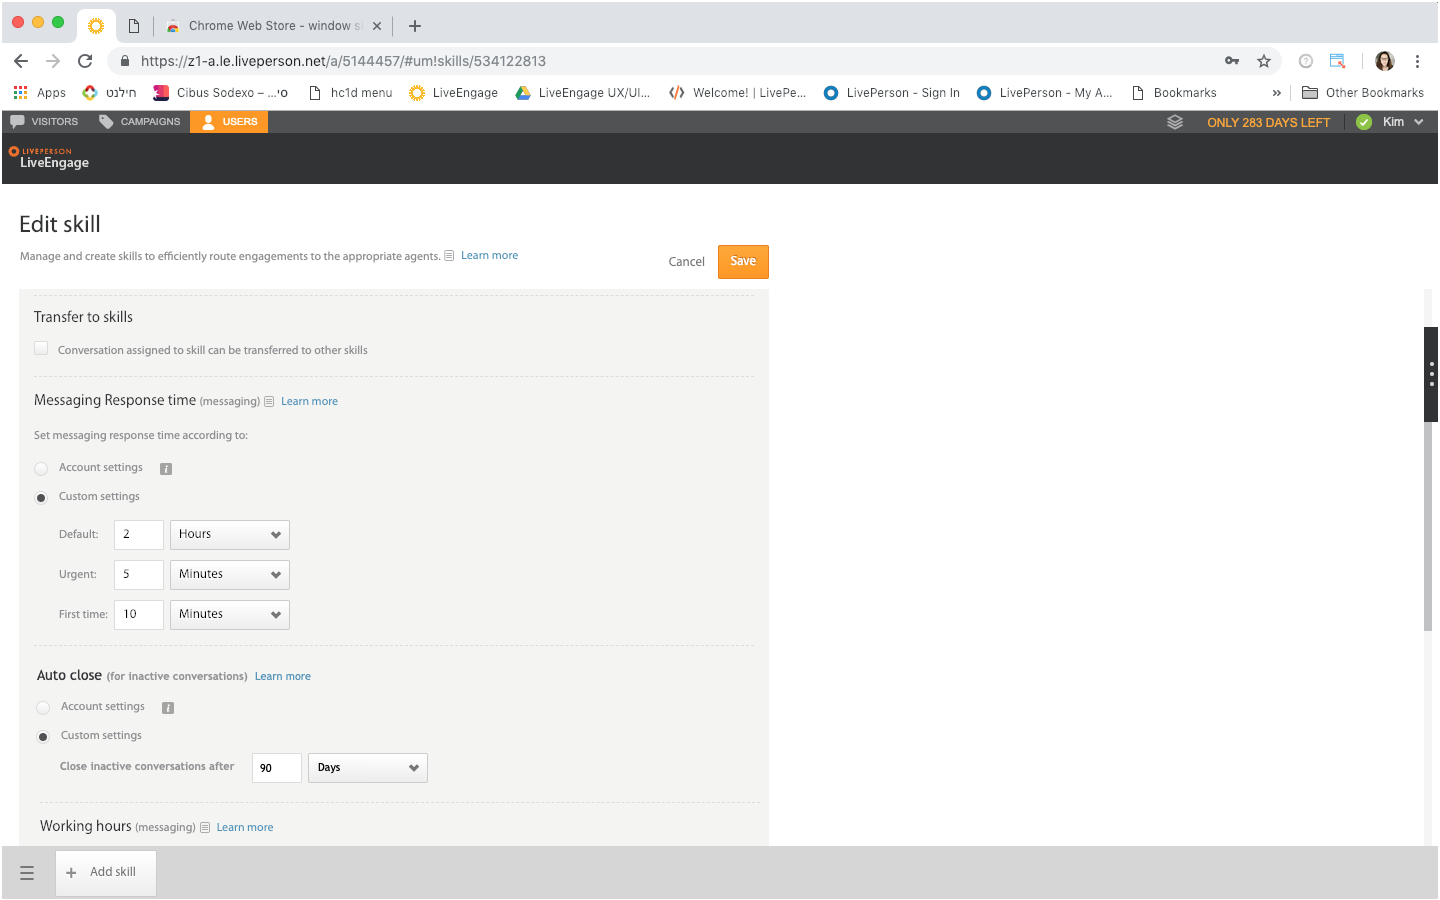 Chrome Web Store - window s
https://z1-a.le.liveperson.net/a/5144457/#um!skills/534122813
Apps חילנט Cibus Sodexo – ...סי hc1d menu LiveEngage LiveEngage UX/UI... Welcome! | LivePe... LivePerson - Sign In LivePerson - My A... Bookmarks » Other Bookmarks
VISITORS CAMPAIGNS USERS ONLY 283 DAYS LEFT Kim
LIVEPERSON
LiveEngage
Edit skill
Manage and create skills to efficiently route engagements to the appropriate agents. Learn more
Cancel Save
Transfer to skills
Conversation assigned to skill can be transferred to other skills
Messaging Response time (messaging) Learn more
Set messaging response time according to:
Account settings i
Custom settings
Default: 2 Hours
Urgent: 5 Minutes
First time: 10 Minutes
Auto close (for inactive conversations) Learn more
Account settings i
Custom settings
Close inactive conversations after 90 Days
Working hours (messaging) Learn more
+ Add skill